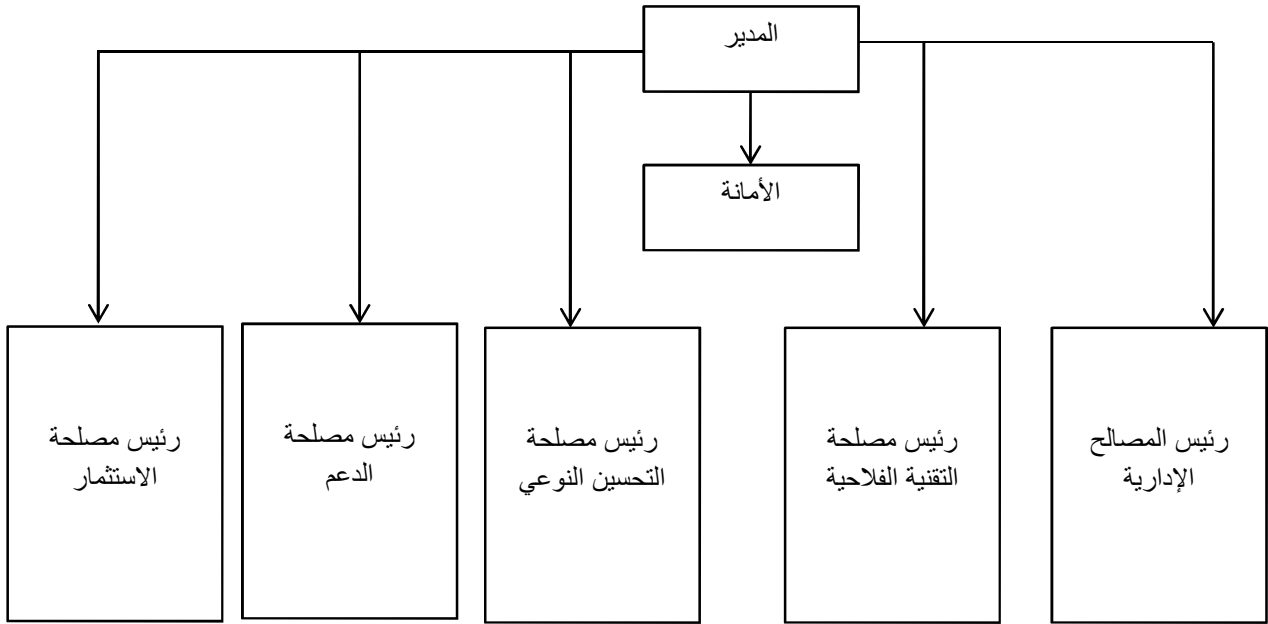 المدير
الأمانة
رئيس المصالح
الإدارية
رئيس مصلحة
التقنية الفلاحية
رئيس مصلحة
التحسين النوعي
رئيس مصلحة
الدعم
رئيس مصلحة
الاستثمار